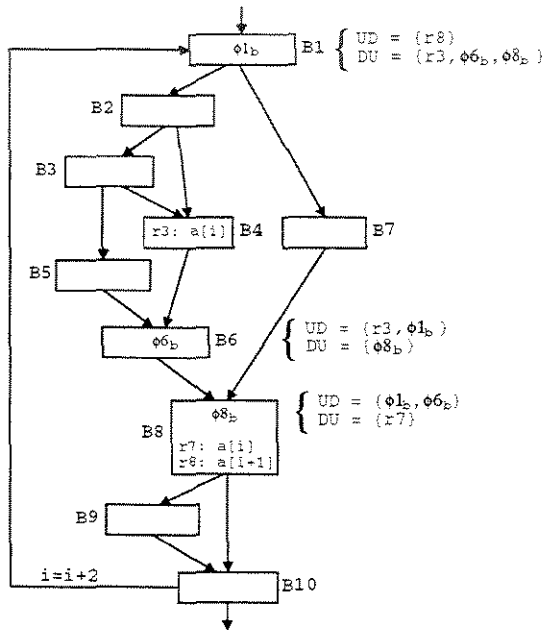 ϕ1b B1 { UD = {r8}
DU = {r3,ϕ6b,ϕ8b}
B2
B3
r3: a[i] B4
B7
B5
ϕ6b B6
{ UD = {r3,ϕ1b}
DU = {ϕ8b}
ϕ8b
{ UD = {ϕ1b,ϕ6b}
DU = {r7}
B8
r7: a[i]
r8: a[i+1]
B9
i=i+2
B10